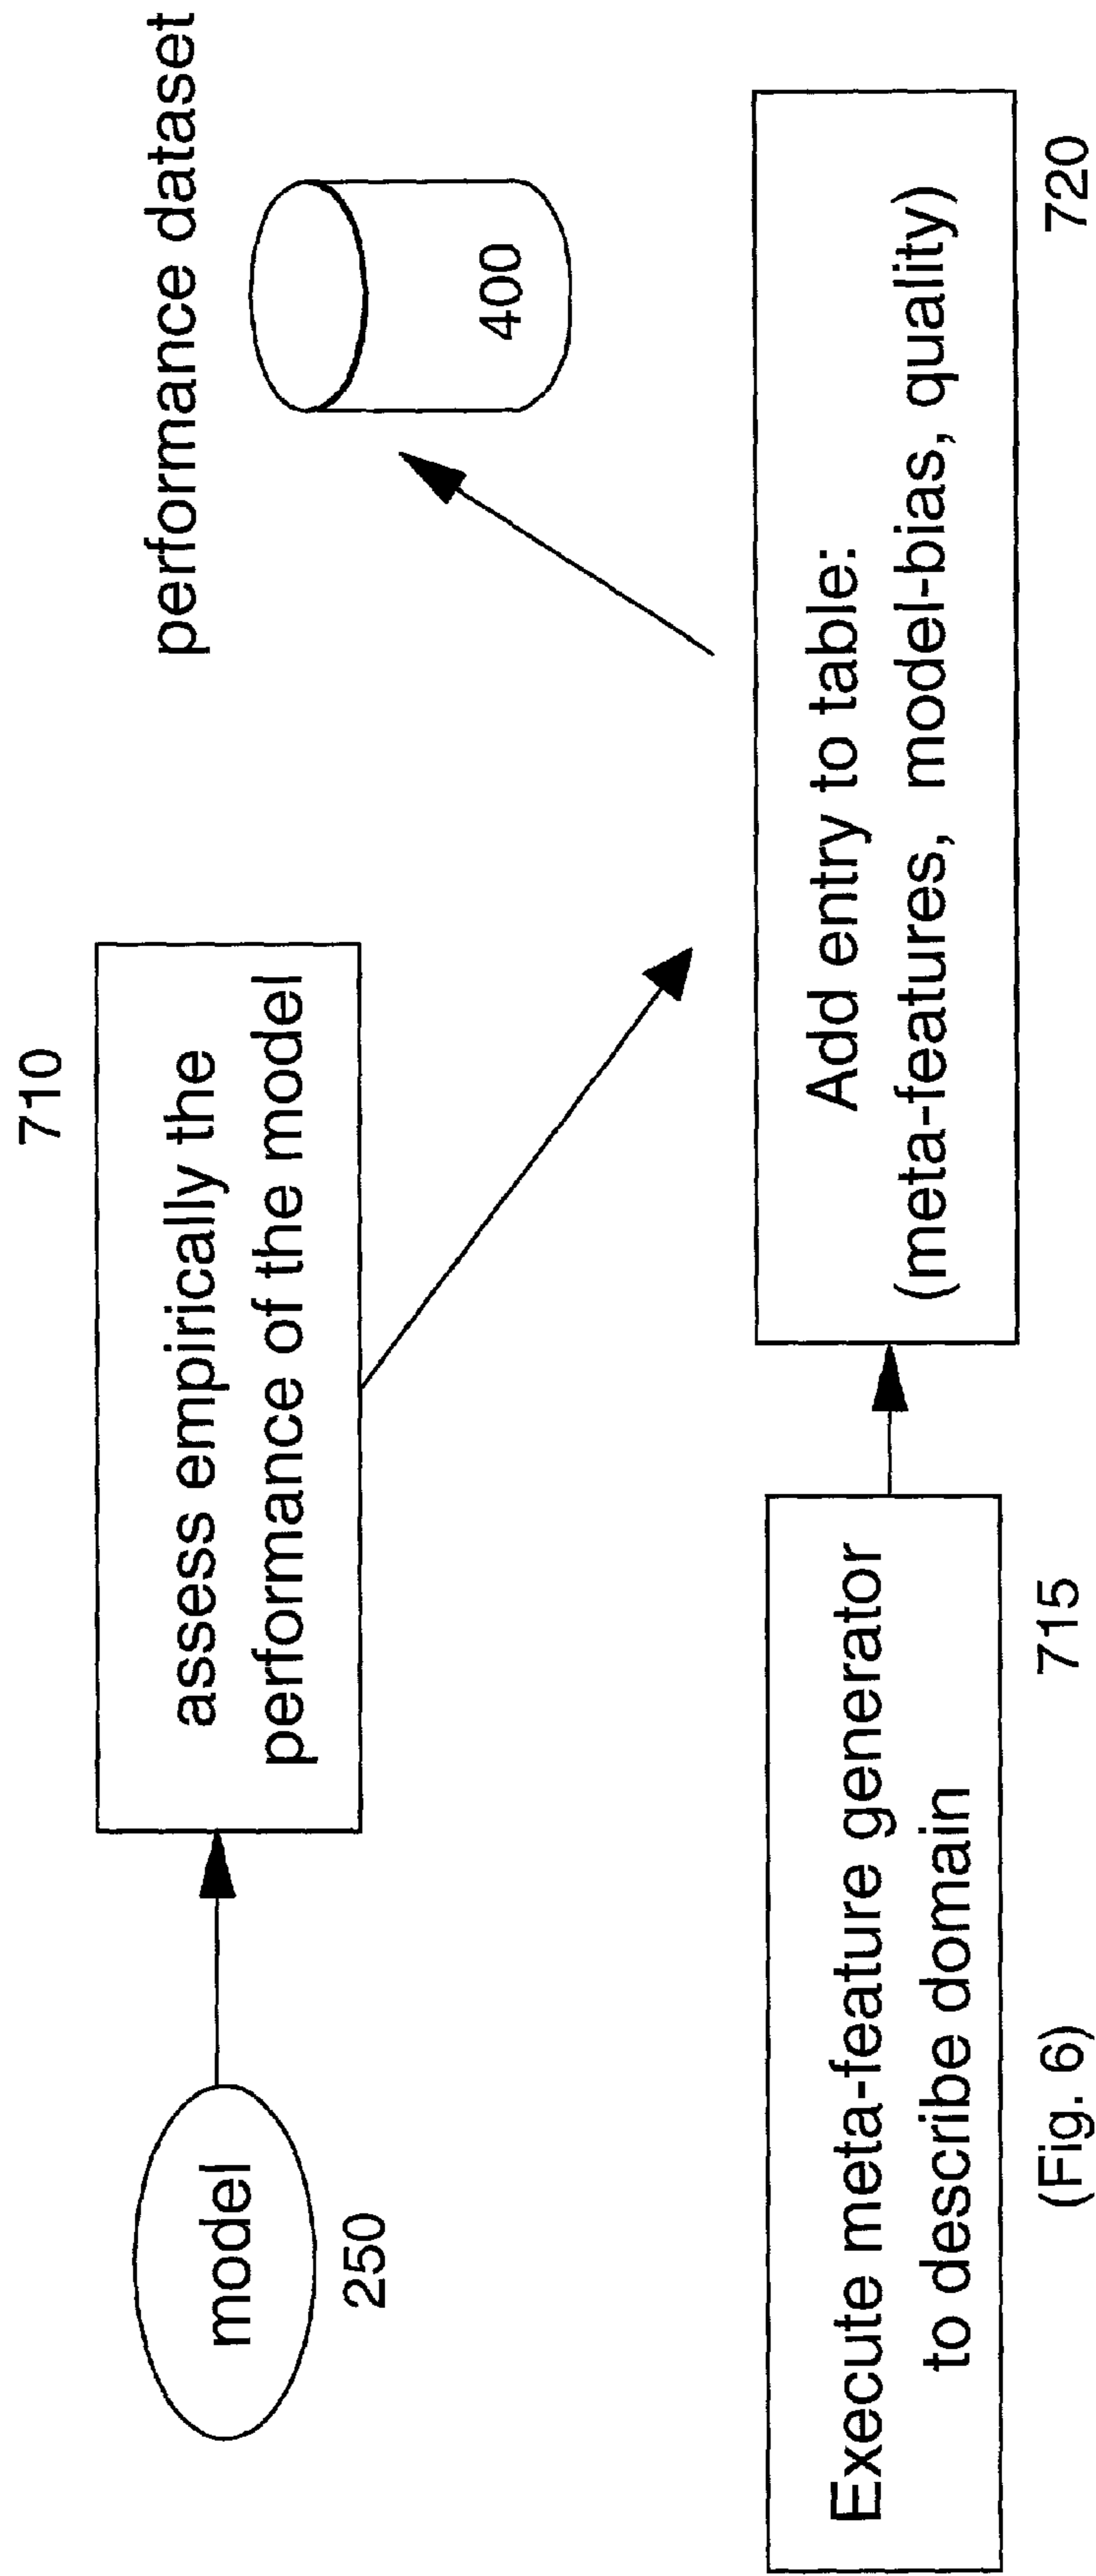 710
performance dataset
model
250
assess empirically the
performance of the model
400
Execute meta-feature generator
to describe domain
(Fig. 6)
715
Add entry to table:
(meta-features, model-bias, quality)
720